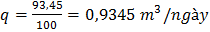 q = 93,45/100 = 0,9345 m³/ngày